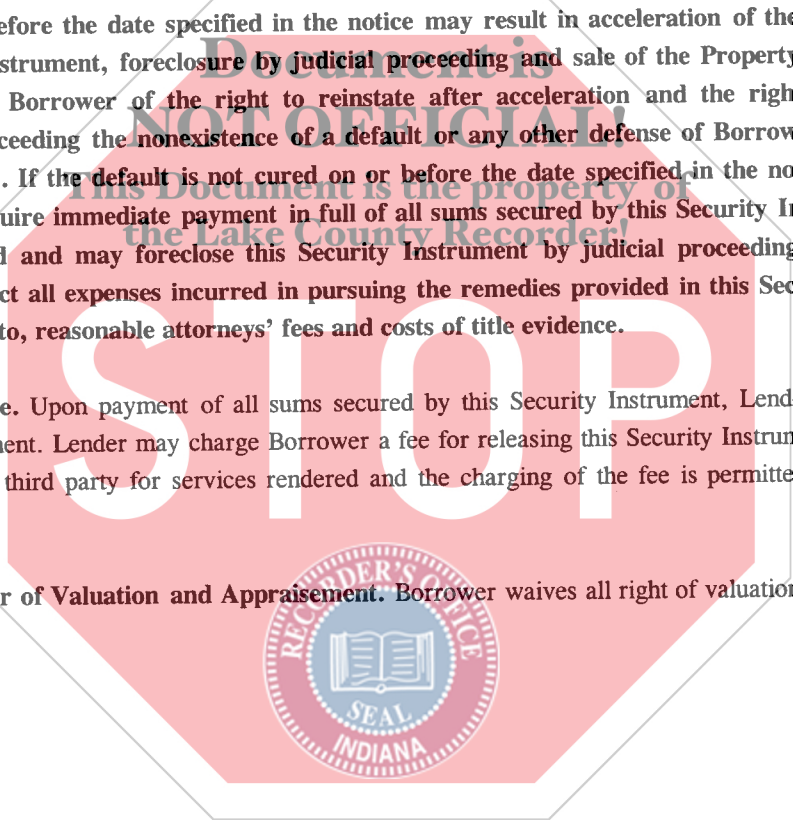 efore the date specified in the notice may result in acceleration of the
strument, foreclosure by judicial proceeding and sale of the Property
Document is
Borrower of the right to reinstate after acceleration and the righ
NOT OFFICIAL!
ceeding the nonexistence of a default or any other defense of Borrow
. If the default is not cured on or before the date specified in the no
This Document is the property of
uire immediate payment in full of all sums secured by this Security I
the Lake County Recorder!
d and may foreclose this Security Instrument by judicial proceeding
ct all expenses incurred in pursuing the remedies provided in this Sec
to, reasonable attorneys' fees and costs of title evidence.
STOP
e. Upon payment of all sums secured by this Security Instrument, Lend
nent. Lender may charge Borrower a fee for releasing this Security Instrum
third party for services rendered and the charging of the fee is permitte
r of Valuation and Appraisement. Borrower waives all right of valuation
RECORDER'S OFFICE
SEAL
INDIANA